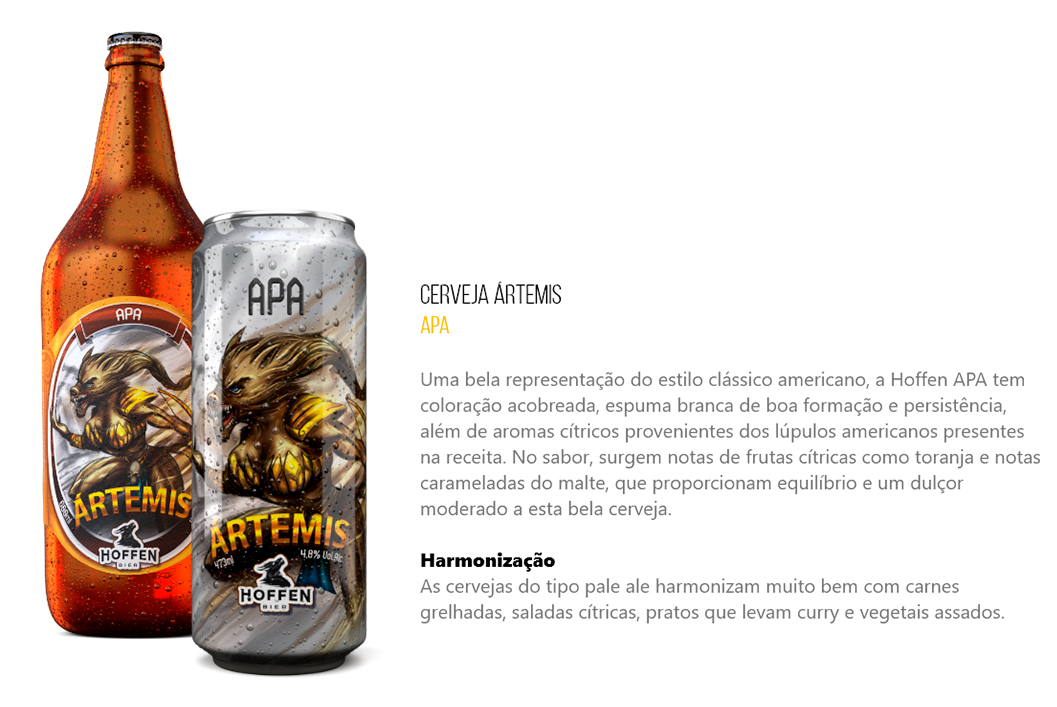 APA
ÁRTEMIS
HOFFEN
BIER
APA
ÁRTEMIS
473ml
4,8% Vol.Alc
HOFFEN
BIER
CERVEJA ÁRTEMIS
APA
Uma bela representação do estilo clássico americano, a Hoffen APA tem
coloração acobreada, espuma branca de boa formação e persistência,
além de aromas cítricos provenientes dos lúpulos americanos presentes
na receita. No sabor, surgem notas de frutas cítricas como toranja e notas
carameladas do malte, que proporcionam equilíbrio e um dulçor
moderado a esta bela cerveja.
Harmonização
As cervejas do tipo pale ale harmonizam muito bem com carnes
grelhadas, saladas cítricas, pratos que levam curry e vegetais assados.